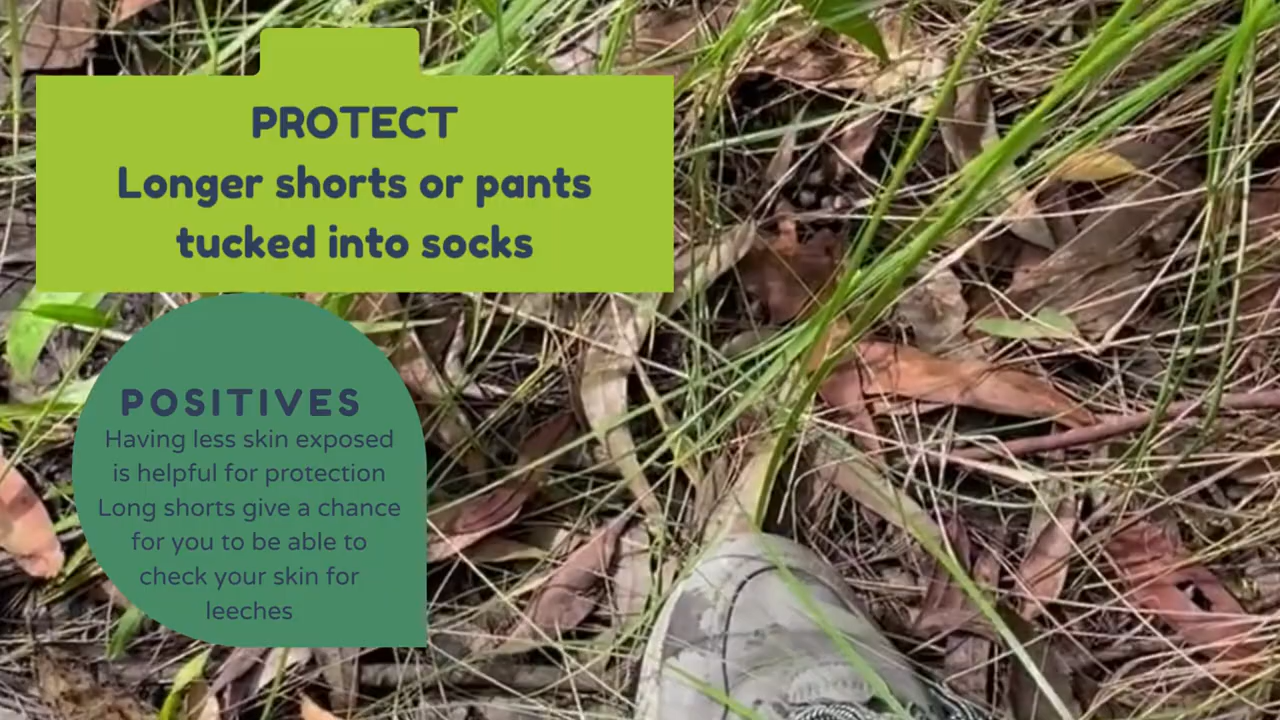 PROTECT
Longer shorts or pants
tucked into socks
POSITIVES
Having less skin exposed
is helpful for protection
Long shorts give a chance
for you to be able to
check your skin for
leeches